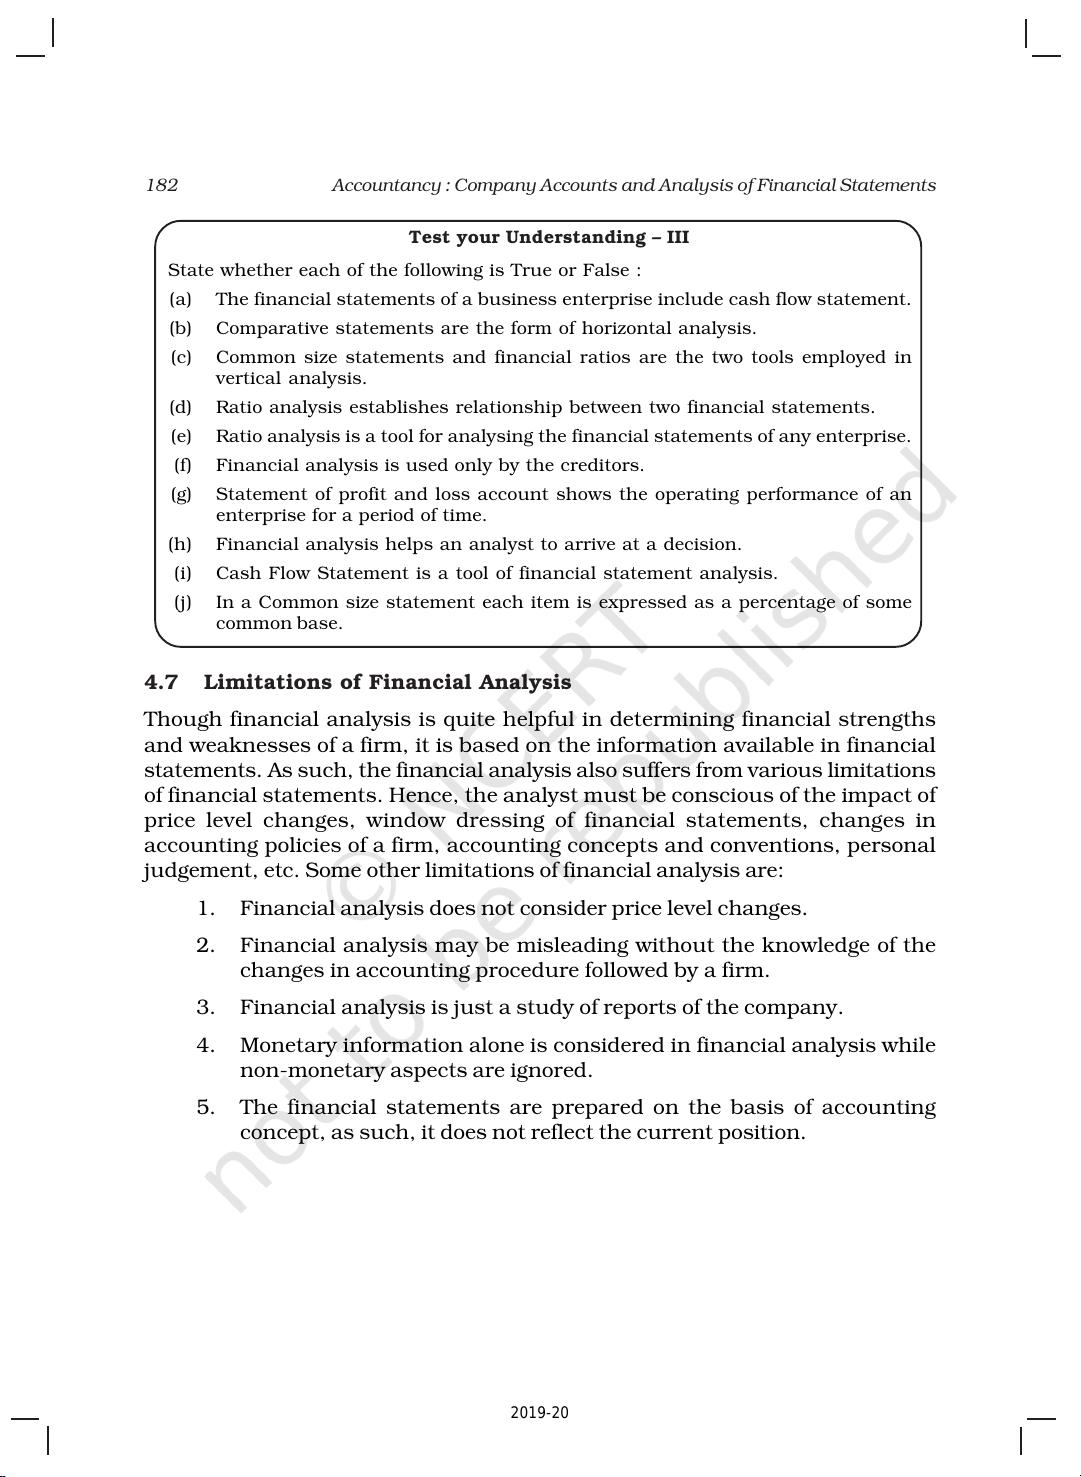 182 Accountancy : Company Accounts and Analysis of Financial Statements
Test your Understanding – III
State whether each of the following is True or False :
(a) The financial statements of a business enterprise include cash flow statement.
(b) Comparative statements are the form of horizontal analysis.
(c) Common size statements and financial ratios are the two tools employed in
vertical analysis.
(d) Ratio analysis establishes relationship between two financial statements.
(e) Ratio analysis is a tool for analysing the financial statements of any enterprise.
(f) Financial analysis is used only by the creditors.
(g) Statement of profit and loss account shows the operating performance of an
enterprise for a period of time.
(h) Financial analysis helps an analyst to arrive at a decision.
(i) Cash Flow Statement is a tool of financial statement analysis.
(j) In a Common size statement each item is expressed as a percentage of some
common base.
4.7 Limitations of Financial Analysis
Though financial analysis is quite helpful in determining financial strengths
and weaknesses of a firm, it is based on the information available in financial
statements. As such, the financial analysis also suffers from various limitations
of financial statements. Hence, the analyst must be conscious of the impact of
price level changes, window dressing of financial statements, changes in
accounting policies of a firm, accounting concepts and conventions, personal
judgement, etc. Some other limitations of financial analysis are:
1. Financial analysis does not consider price level changes.
2. Financial analysis may be misleading without the knowledge of the
changes in accounting procedure followed by a firm.
3. Financial analysis is just a study of reports of the company.
4. Monetary information alone is considered in financial analysis while
non-monetary aspects are ignored.
5. The financial statements are prepared on the basis of accounting
concept, as such, it does not reflect the current position.
© NCERT
not to be republished
2019-20